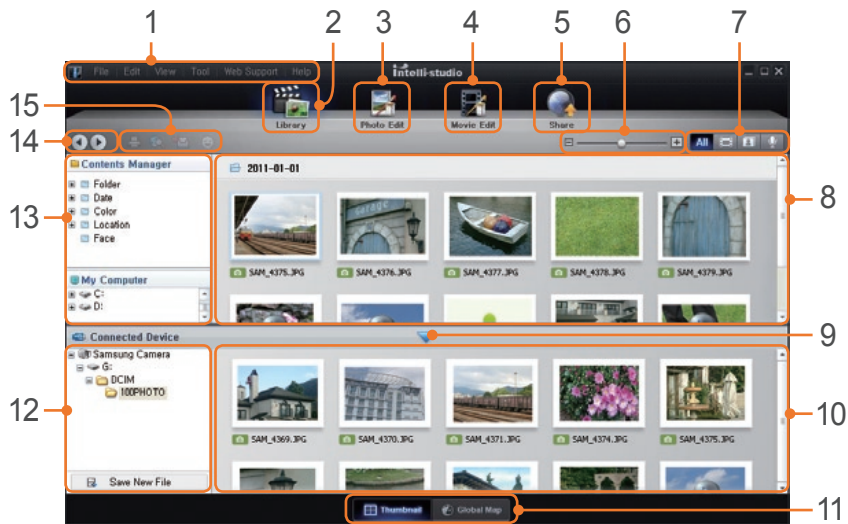 1 2 3 4 5 6 7
File Edit View Tool Web Support Help
intelli-studio
Library Photo Edit Movie Edit Share
15
14
All
Contents Manager
2011-01-01
Folder
Date
Color
Location
Face
13
8
SAM_4375.JPG SAM_4376.JPG SAM_4377.JPG SAM_4378.JPG SAM_4379.JPG
My Computer
C:
D:
Connected Device
9
Samsung Camera
G:
DCIM
100PHOTO
12
10
SAM_4369.JPG SAM_4370.JPG SAM_4371.JPG SAM_4374.JPG SAM_4375.JPG
Save New File
Thumbnail Global Map
11